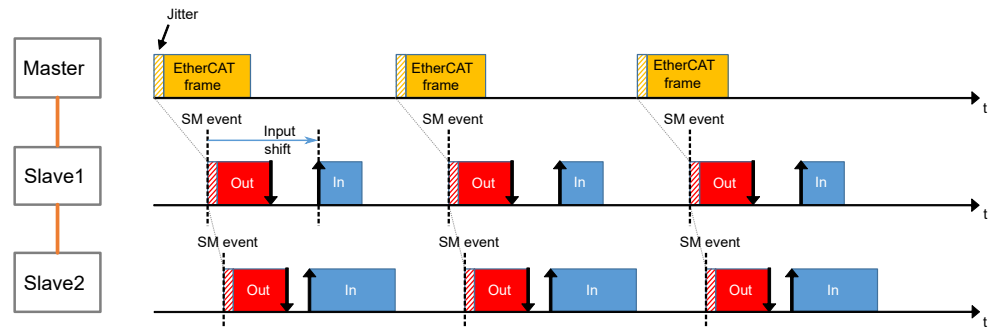 Jitter
Master
EtherCAT
frame
EtherCAT
frame
EtherCAT
frame
t
SM event
Input
shift
SM event
SM event
Slave1
Out
In
Out
In
Out
In
t
SM event
SM event
SM event
Slave2
Out
In
Out
In
Out
In
t